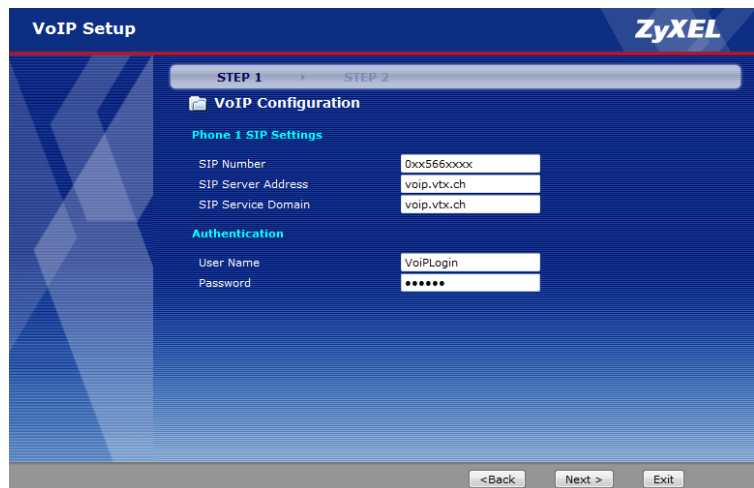 VoIP Setup
ZyXEL
STEP 1 STEP 2
VoIP Configuration
Phone 1 SIP Settings
SIP Number 0xx566xxxx
SIP Server Address voip.vtx.ch
SIP Service Domain voip.vtx.ch
Authentication
User Name VoiPLogin
Password ••••••
<Back Next > Exit